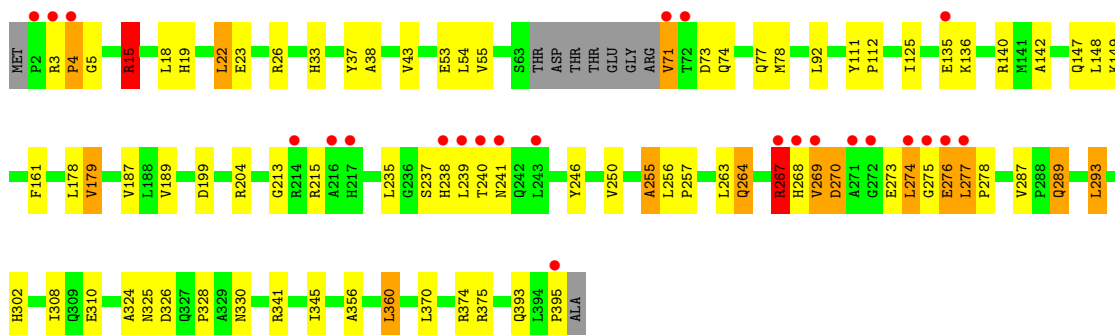 MET P2 R3 P4 G5 R15 L18 H19 L22 E23 R26 H33 Y37 A38 V43 E53 L54 V55 S63 THR ASP THR THR GLU GLY ARG V71 T72 D73 Q74 Q77 M78 L92 Y111 P112 I125 E135 K136 R140 M141 A142 Q147 L148 K149
F161 L178 V179 V187 L188 V189 D199 R204 G213 R214 R215 A216 H217 L235 G236 S237 H238 L239 T240 N241 Q242 L243 Y246 V250 A255 L256 P257 L263 Q264 R267 H268 V269 D270 A271 G272 E273 L274 G275 E276 L277 P278 V287 P288 Q289 L293
H302 I308 Q309 E310 A324 N325 D326 Q327 P328 A329 N330 R341 I345 A356 L360 L370 R374 R375 Q393 L394 P395 ALA